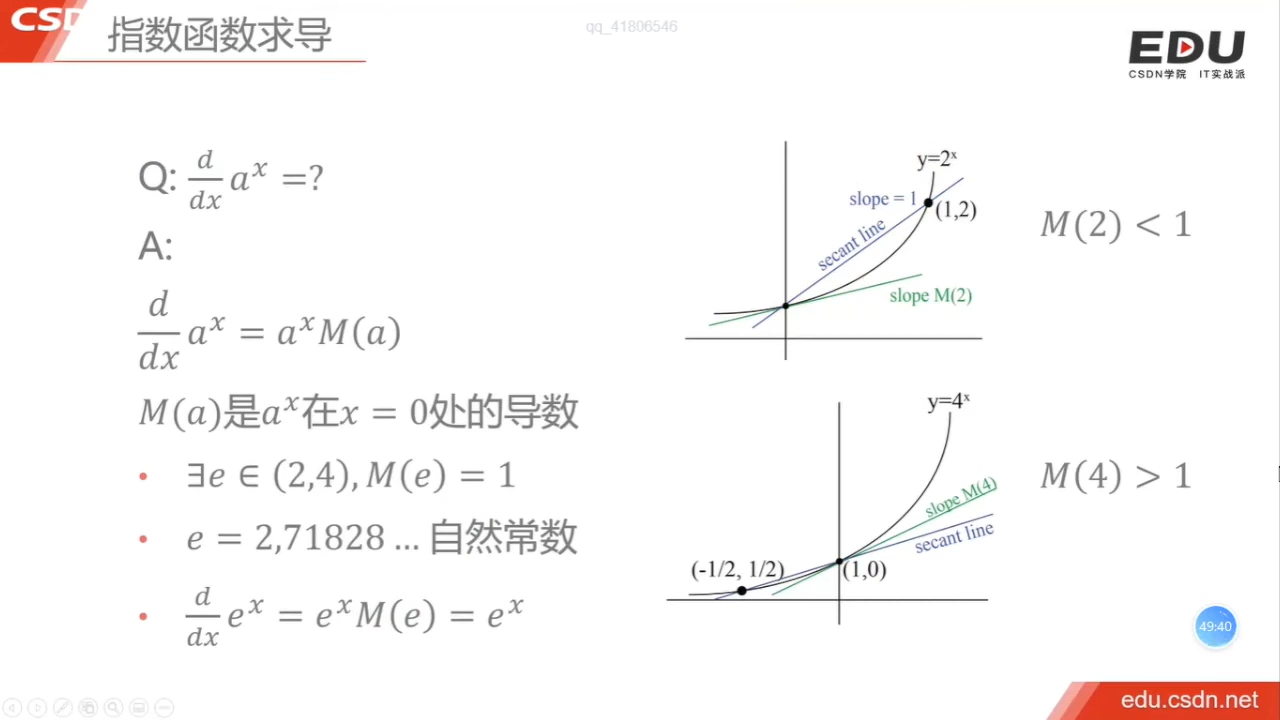 CSD
指数函数求导
qq_41806546
EDU
CSDN学院 IT实战派
Q: d/dx a^x =?
A:
d/dx a^x = a^x M(a)
M(a)是a^x在x = 0处的导数
• ∃e ∈ (2,4), M(e) = 1
• e = 2,71828 … 自然常数
• d/dx e^x = e^x M(e) = e^x
y=2^x
slope = 1
(1,2)
secant line
slope M(2)
M(2) < 1
y=4^x
slope M(4)
secant line
(-1/2, 1/2)
(1,0)
M(4) > 1
49:40
edu.csdn.net